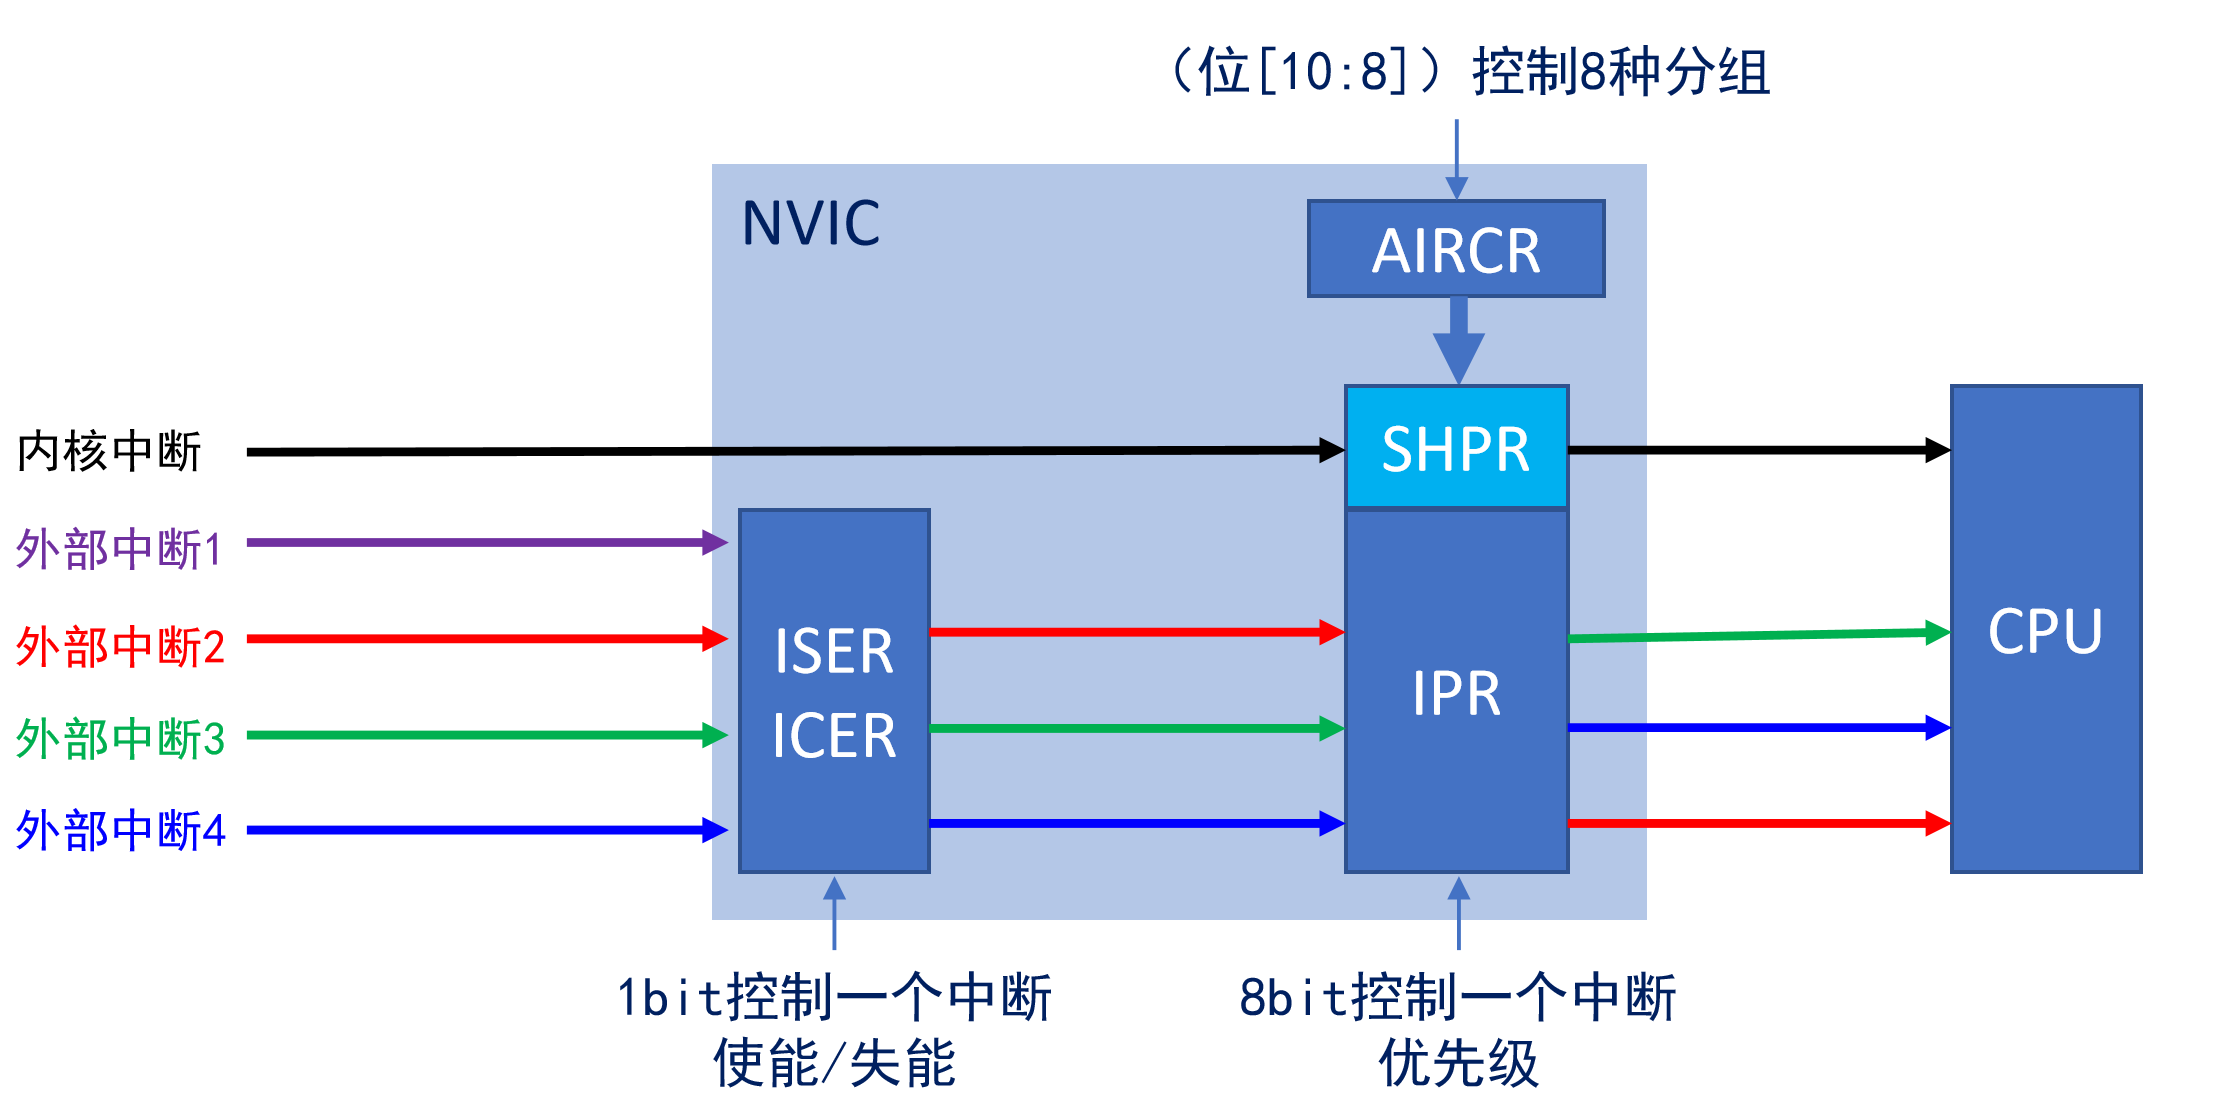 （位[10:8]）控制8种分组
NVIC
AIRCR
内核中断
SHPR
外部中断1
外部中断2
外部中断3
外部中断4
ISER
ICER
IPR
CPU
1bit控制一个中断
使能/失能
8bit控制一个中断
优先级